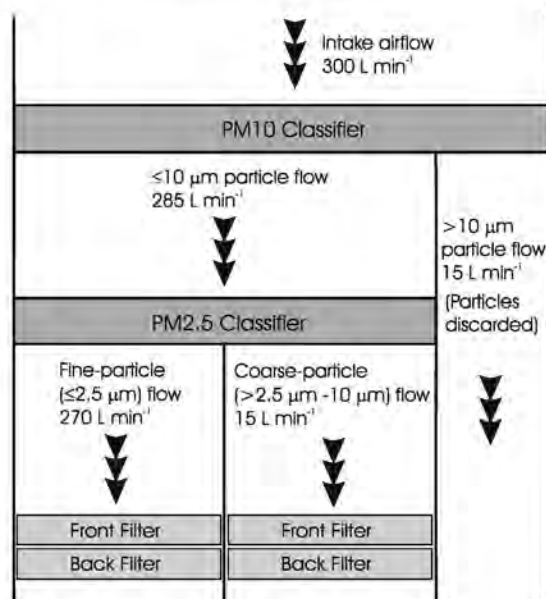 Intake airflow
300 L min⁻¹
PM10 Classifier
≤10 µm particle flow
285 L min⁻¹
>10 µm
particle flow
15 L min⁻¹
(Particles
discarded)
PM2.5 Classifier
Fine-particle
(≤2.5 µm) flow
270 L min⁻¹
Coarse-particle
(>2.5 µm -10 µm) flow
15 L min⁻¹
Front Filter
Back Filter
Front Filter
Back Filter